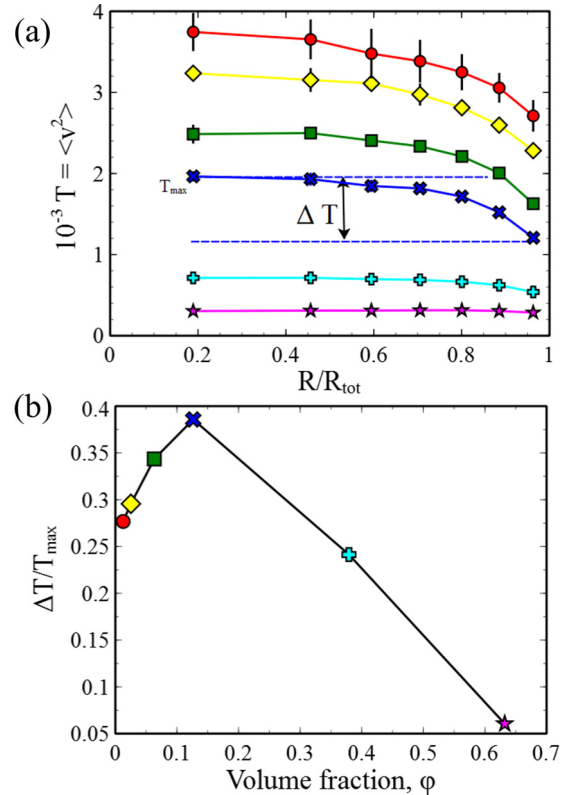 (a)
4
3
2
1
0
10⁻³ T = <v²>
T_max
Δ T
0 0.2 0.4 0.6 0.8 1
R/R_tot
(b)
0.4
0.35
0.3
0.25
0.2
0.15
0.1
0.05
ΔT/T_max
0 0.1 0.2 0.3 0.4 0.5 0.6 0.7
Volume fraction, φ